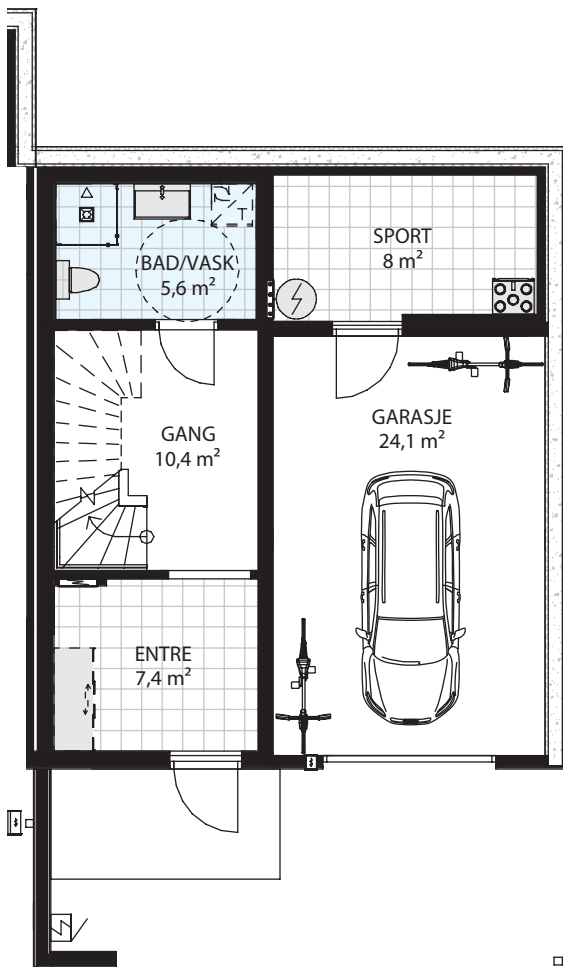 T
BAD/VASK
5,6 m²
SPORT
8 m²
GANG
10,4 m²
GARASJE
24,1 m²
ENTRE
7,4 m²